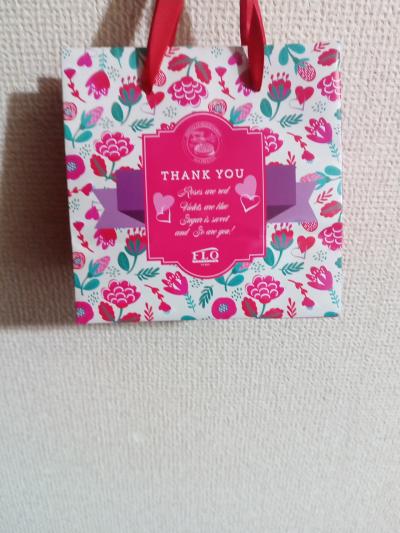 THANK YOU
Roses are red
Violets are blue
Sugar is sweet
and So are you!
FLO